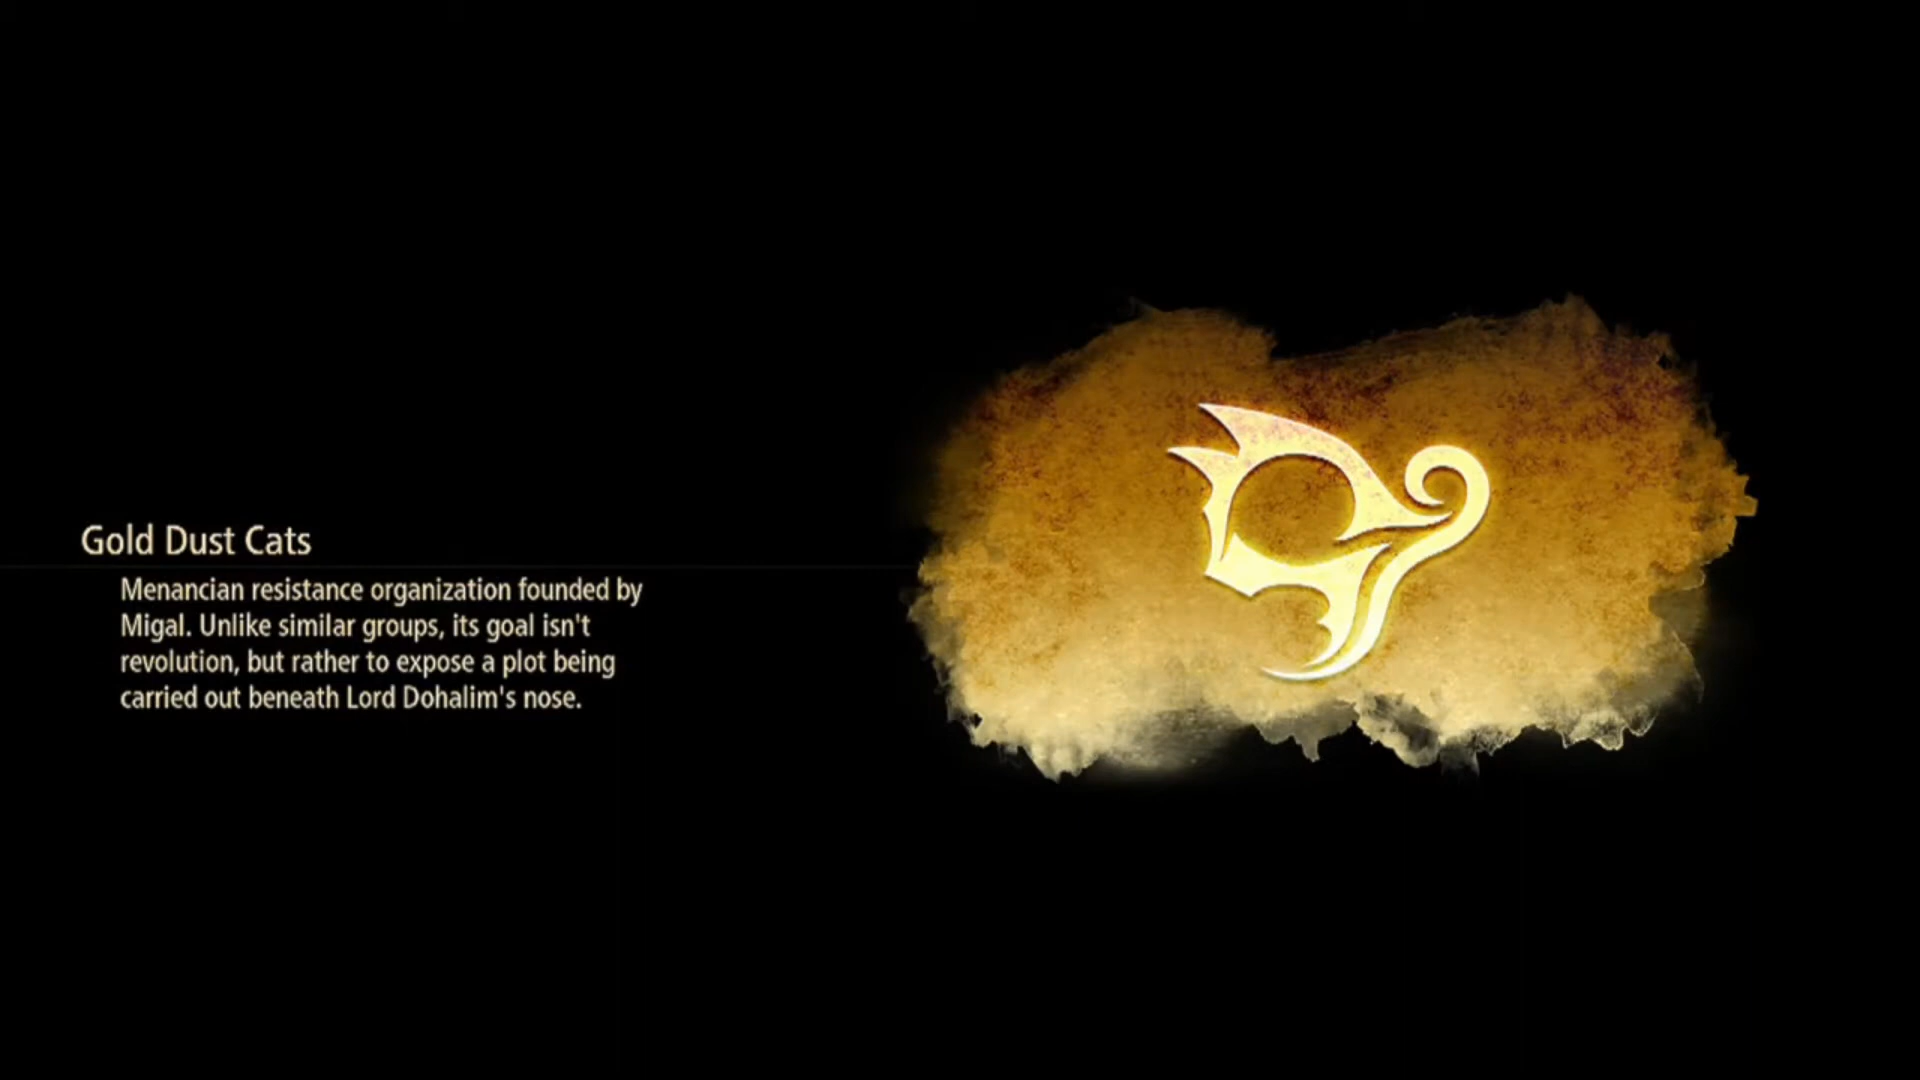 Gold Dust Cats
Menancian resistance organization founded by
Migal. Unlike similar groups, its goal isn't
revolution, but rather to expose a plot being
carried out beneath Lord Dohalim's nose.